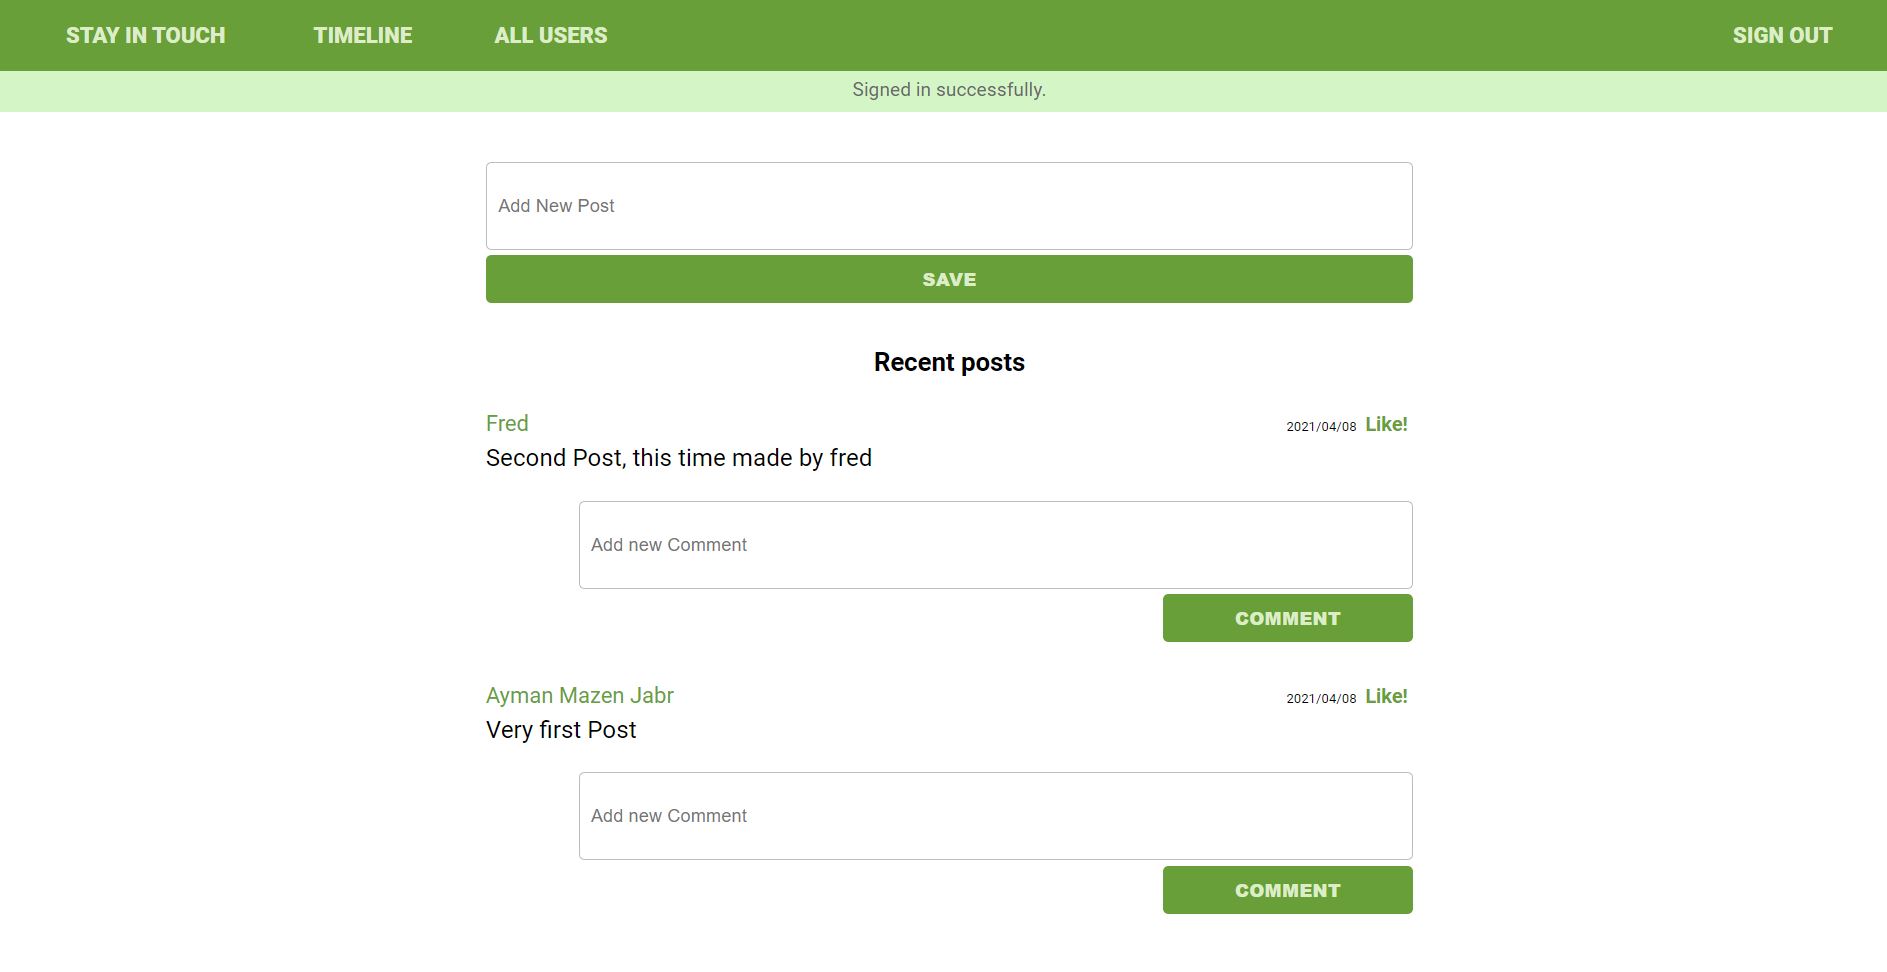 STAY IN TOUCH TIMELINE ALL USERS SIGN OUT
Signed in successfully.
Add New Post
SAVE
Recent posts
Fred 2021/04/08 Like!
Second Post, this time made by fred
Add new Comment
COMMENT
Ayman Mazen Jabr 2021/04/08 Like!
Very first Post
Add new Comment
COMMENT